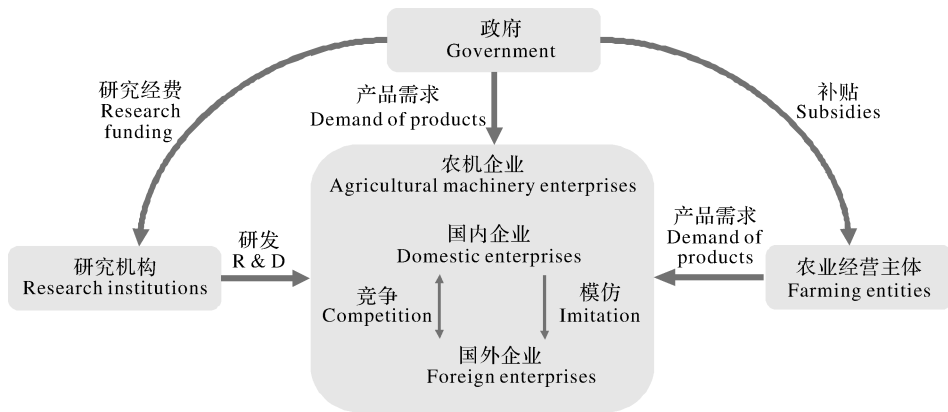 政府
Government
研究经费
Research
funding
产品需求
Demand of products
补贴
Subsidies
农机企业
Agricultural machinery enterprises
研究机构
Research institutions
研发
R & D
国内企业
Domestic enterprises
竞争
Competition
模仿
Imitation
国外企业
Foreign enterprises
产品需求
Demand of
products
农业经营主体
Farming entities